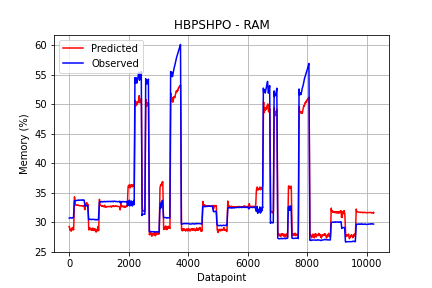 HBPSHPO - RAM
Predicted
Observed
Memory (%)
60
55
50
45
40
35
30
25
0
2000
4000
6000
8000
10000
Datapoint